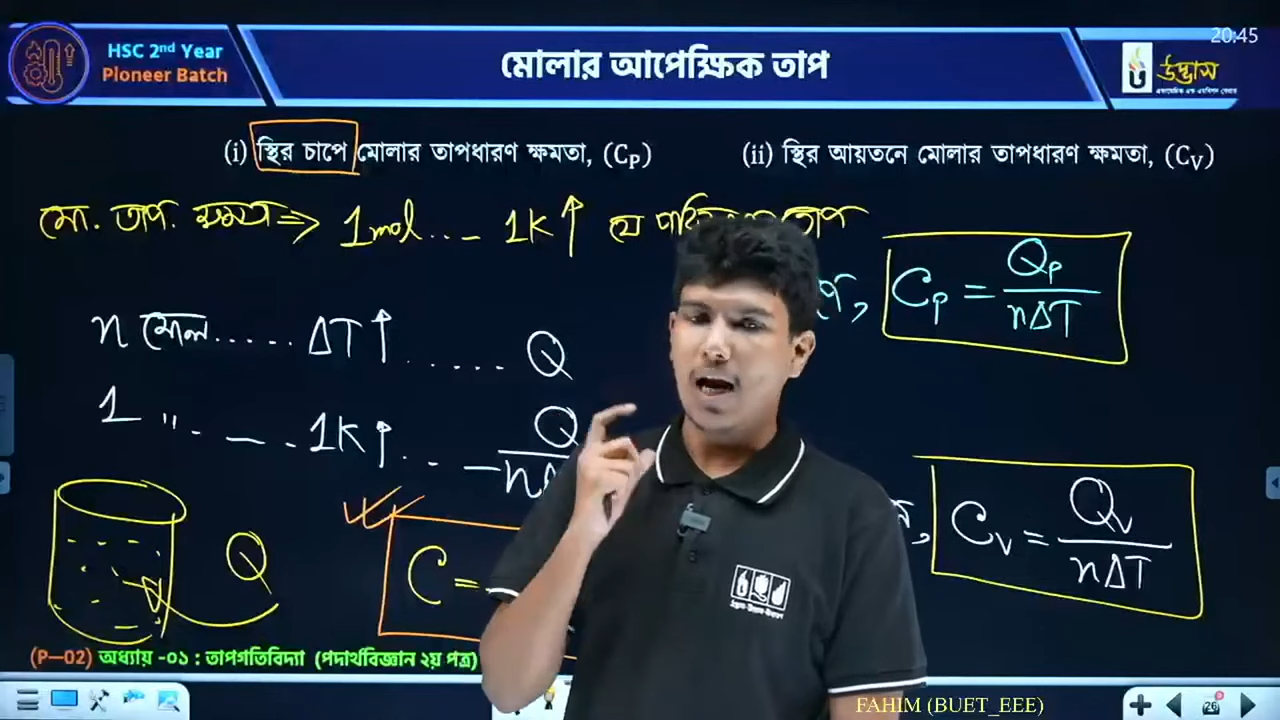 20:45
HSC 2nd Year
Pioneer Batch
মোলার আপেক্ষিক তাপ
উদ্ভাস
(i) স্থির চাপে মোলার তাপধারণ ক্ষমতা, (CP)
(ii) স্থির আয়তনে মোলার তাপধারণ ক্ষমতা, (CV)
মো. তাপ. ক্ষমতা ⇒ 1mol... 1K↑ যে তাপ
CP = QP/nΔT
n মোল..... ΔT↑ ...... Q
1 ".. – – . 1K↑ . . – Q/n
CV = QV/nΔT
Q
C =
(P–02) অধ্যায় -০১ : তাপগতিবিদ্যা (পদার্থবিজ্ঞান ২য় পত্র)
26
FAHIM (BUET_EEE)